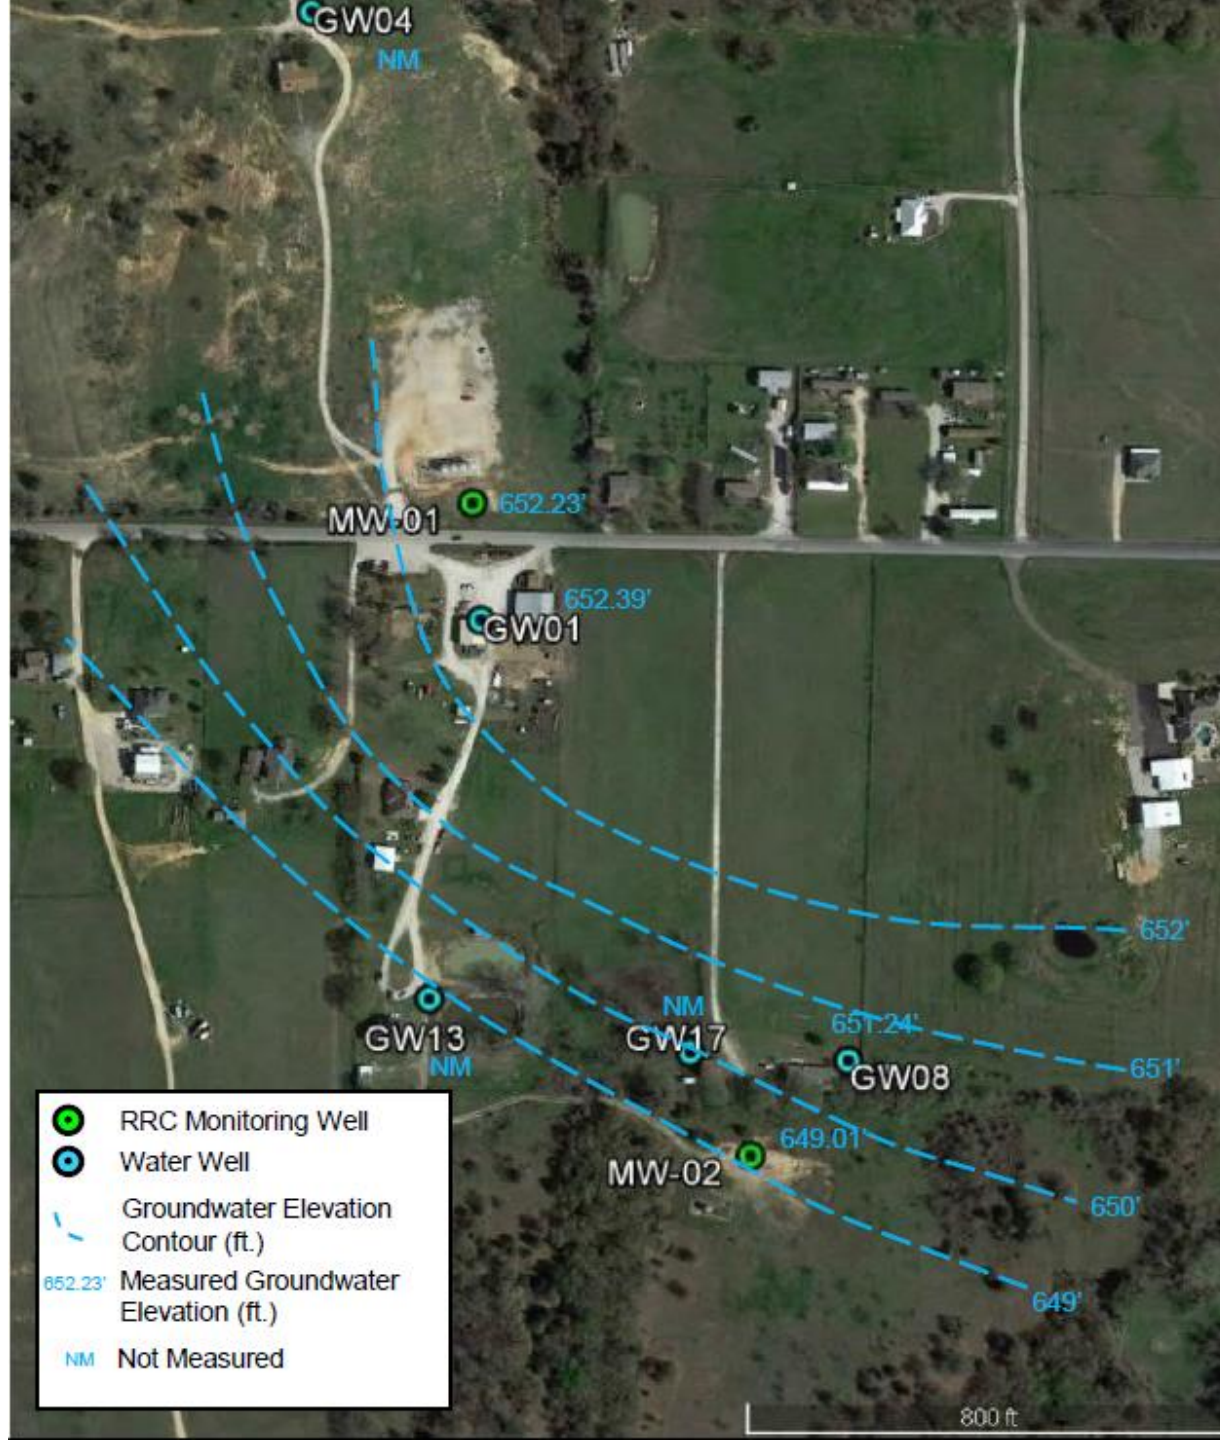 GW04
NM
MW-01
652.23'
652.39'
GW01
652'
NM
651.24'
GW17
GW13
NM
651'
GW08
649.01'
MW-02
650'
649'
RRC Monitoring Well
Water Well
Groundwater Elevation
Contour (ft.)
652.23' Measured Groundwater
Elevation (ft.)
NM Not Measured
800 ft